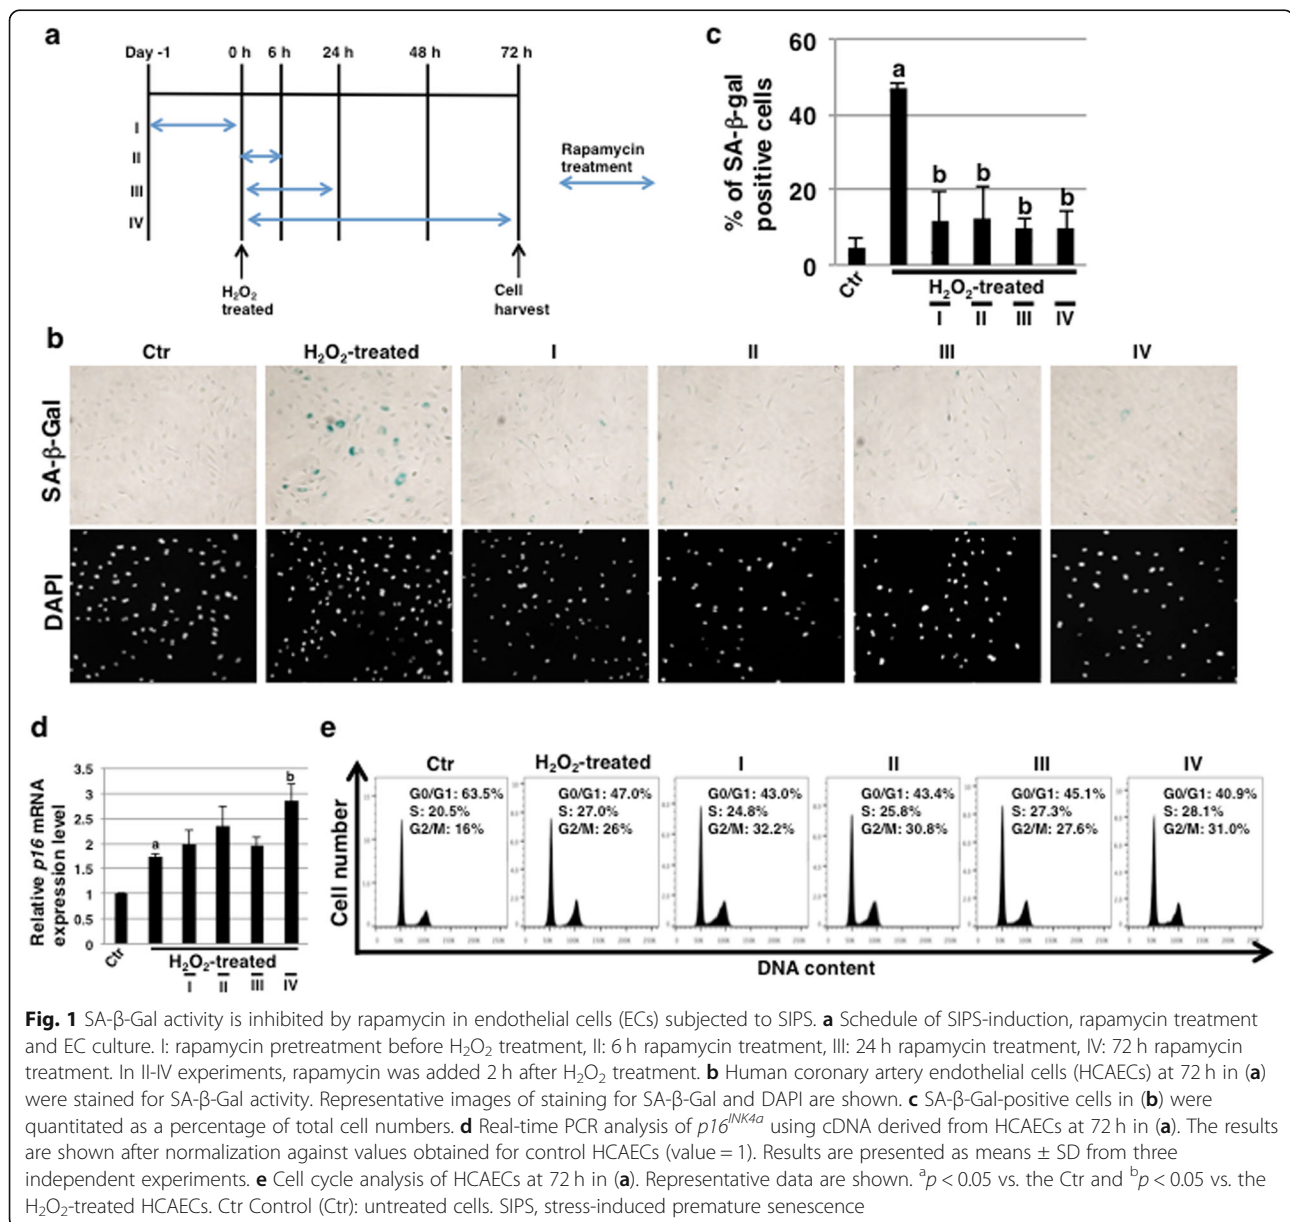 a
Day -1 0 h 6 h 24 h 48 h 72 h
I
II
III
IV
Rapamycin
treatment
H₂O₂
treated
Cell
harvest
c
% of SA-β-gal
positive cells
60
40
20
0
a
b b b b
Ctr
H₂O₂-treated
I II III IV
b
Ctr H₂O₂-treated I II III IV
SA-β-Gal
DAPI
d
Relative p16 mRNA
expression level
3.5
3
2.5
2
1.5
1
0.5
0
a
b
Ctr
H₂O₂-treated
I II III IV
e
Cell number
Ctr
G0/G1: 63.5%
S: 20.5%
G2/M: 16%
H₂O₂-treated
G0/G1: 47.0%
S: 27.0%
G2/M: 26%
I
G0/G1: 43.0%
S: 24.8%
G2/M: 32.2%
II
G0/G1: 43.4%
S: 25.8%
G2/M: 30.8%
III
G0/G1: 45.1%
S: 27.3%
G2/M: 27.6%
IV
G0/G1: 40.9%
S: 28.1%
G2/M: 31.0%
DNA content
Fig. 1 SA-β-Gal activity is inhibited by rapamycin in endothelial cells (ECs) subjected to SIPS. a Schedule of SIPS-induction, rapamycin treatment
and EC culture. I: rapamycin pretreatment before H₂O₂ treatment, II: 6 h rapamycin treatment, III: 24 h rapamycin treatment, IV: 72 h rapamycin
treatment. In II-IV experiments, rapamycin was added 2 h after H₂O₂ treatment. b Human coronary artery endothelial cells (HCAECs) at 72 h in (a)
were stained for SA-β-Gal activity. Representative images of staining for SA-β-Gal and DAPI are shown. c SA-β-Gal-positive cells in (b) were
quantitated as a percentage of total cell numbers. d Real-time PCR analysis of p16^INK4a using cDNA derived from HCAECs at 72 h in (a). The results
are shown after normalization against values obtained for control HCAECs (value = 1). Results are presented as means ± SD from three
independent experiments. e Cell cycle analysis of HCAECs at 72 h in (a). Representative data are shown. ᵃp < 0.05 vs. the Ctr and ᵇp < 0.05 vs. the
H₂O₂-treated HCAECs. Ctr Control (Ctr): untreated cells. SIPS, stress-induced premature senescence